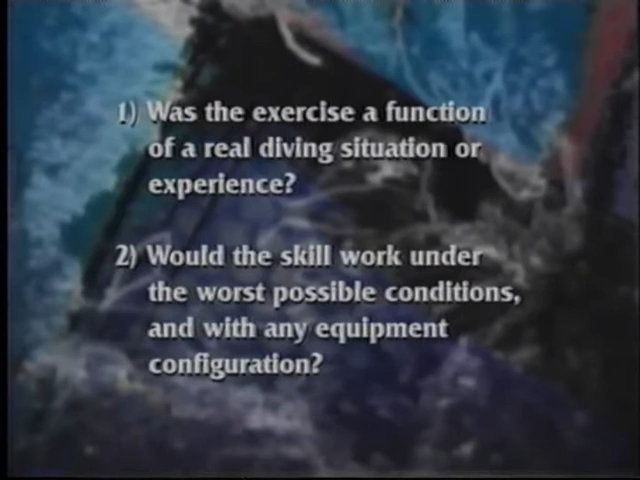 1) Was the exercise a function
of a real diving situation or
experience?
2) Would the skill work under
the worst possible conditions,
and with any equipment
configuration?